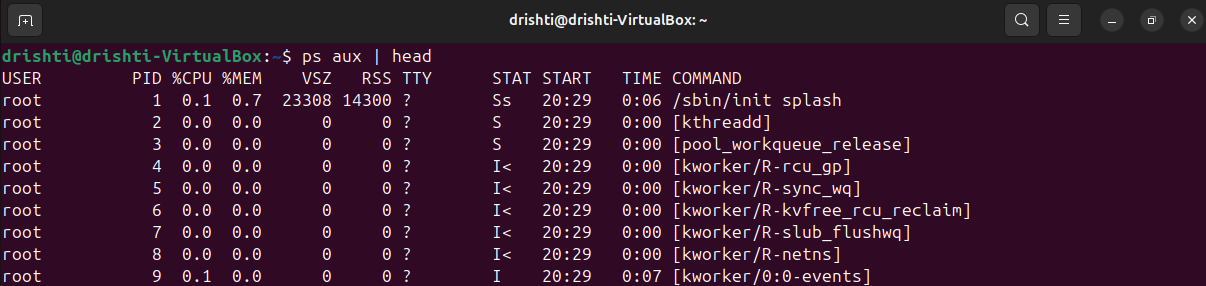 drishti@drishti-VirtualBox: ~
drishti@drishti-VirtualBox:~$ ps aux | head
USER         PID %CPU %MEM    VSZ   RSS TTY      STAT START   TIME COMMAND
root           1  0.1  0.7  23308 14300 ?        Ss   20:29   0:06 /sbin/init splash
root           2  0.0  0.0      0     0 ?        S    20:29   0:00 [kthreadd]
root           3  0.0  0.0      0     0 ?        S    20:29   0:00 [pool_workqueue_release]
root           4  0.0  0.0      0     0 ?        I<   20:29   0:00 [kworker/R-rcu_gp]
root           5  0.0  0.0      0     0 ?        I<   20:29   0:00 [kworker/R-sync_wq]
root           6  0.0  0.0      0     0 ?        I<   20:29   0:00 [kworker/R-kvfree_rcu_reclaim]
root           7  0.0  0.0      0     0 ?        I<   20:29   0:00 [kworker/R-slub_flushwq]
root           8  0.0  0.0      0     0 ?        I<   20:29   0:00 [kworker/R-netns]
root           9  0.1  0.0      0     0 ?        I    20:29   0:07 [kworker/0:0-events]